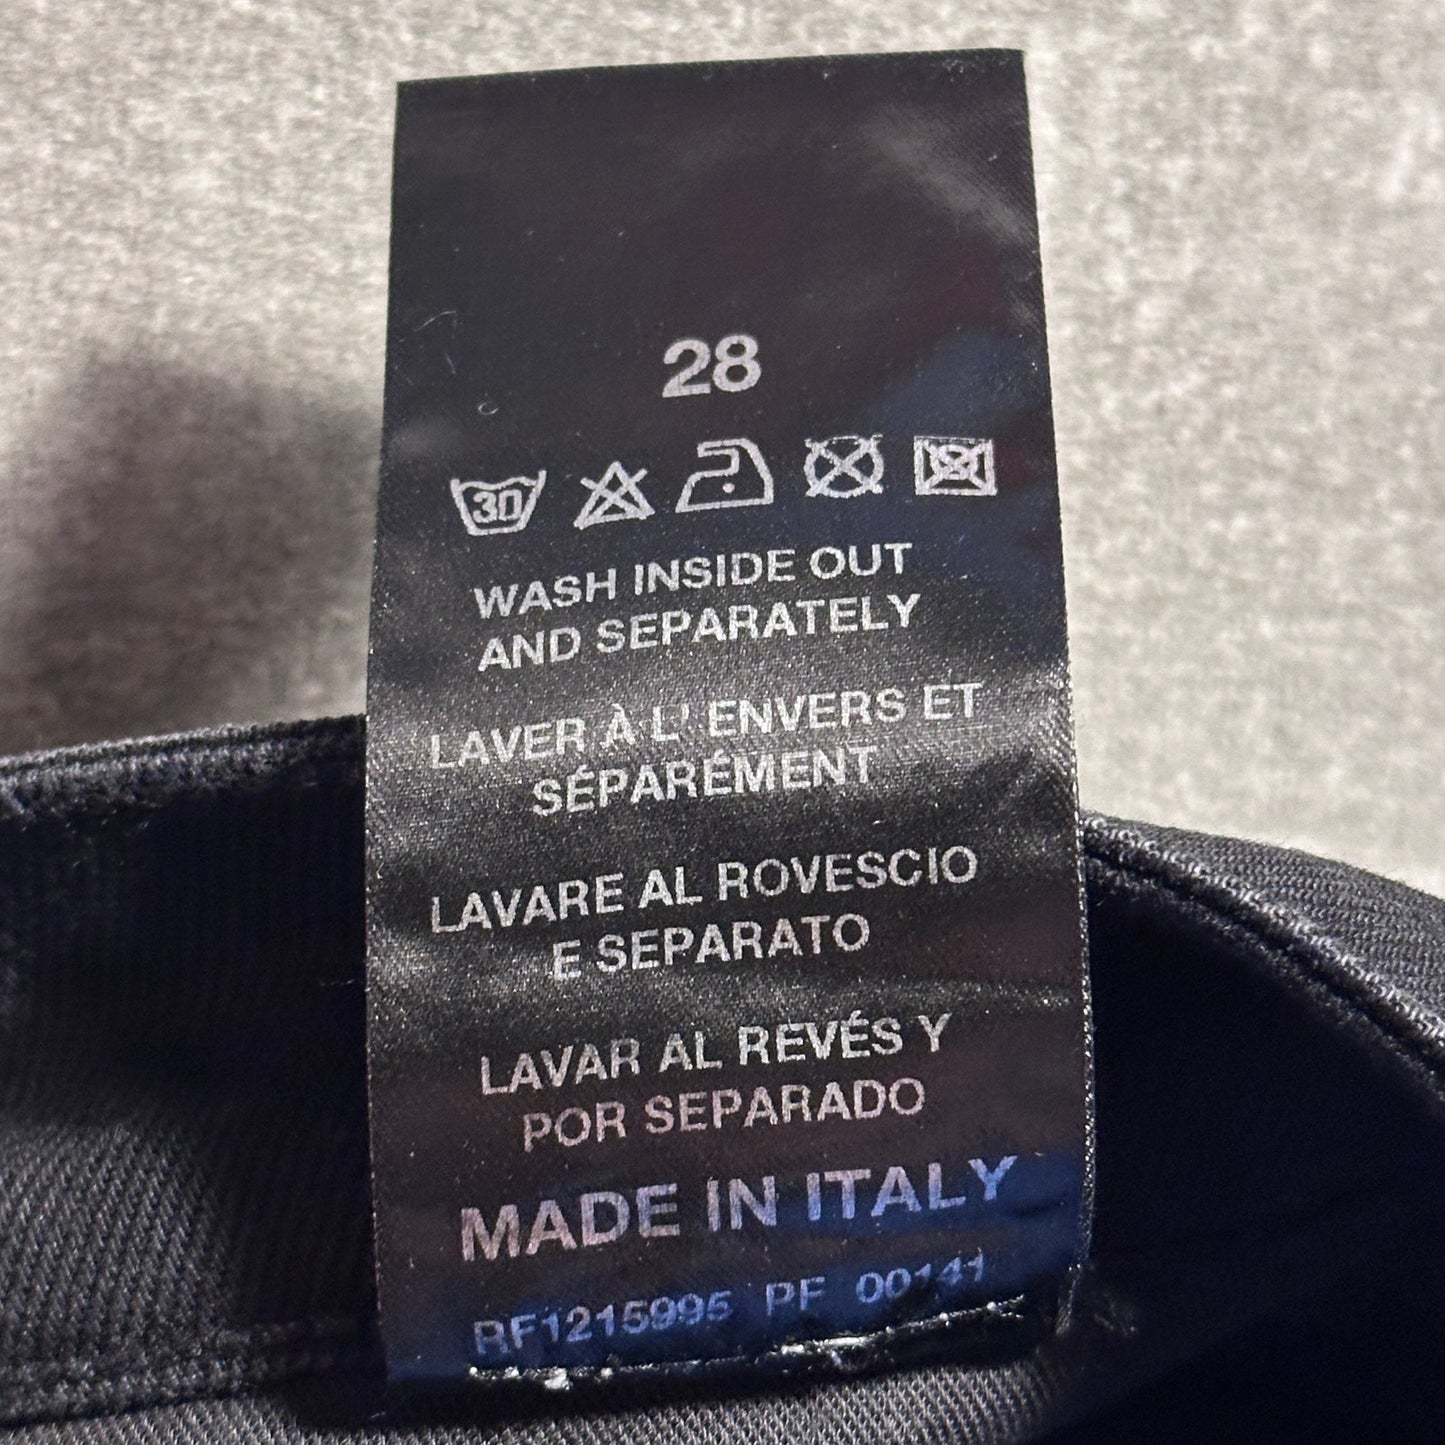 28
30
WASH INSIDE OUT
AND SEPARATELY
LAVER À L' ENVERS ET
SÉPARÉMENT
LAVARE AL ROVESCIO
E SEPARATO
LAVAR AL REVÉS Y
POR SEPARADO
MADE IN ITALY
RF1215995 PF 00141